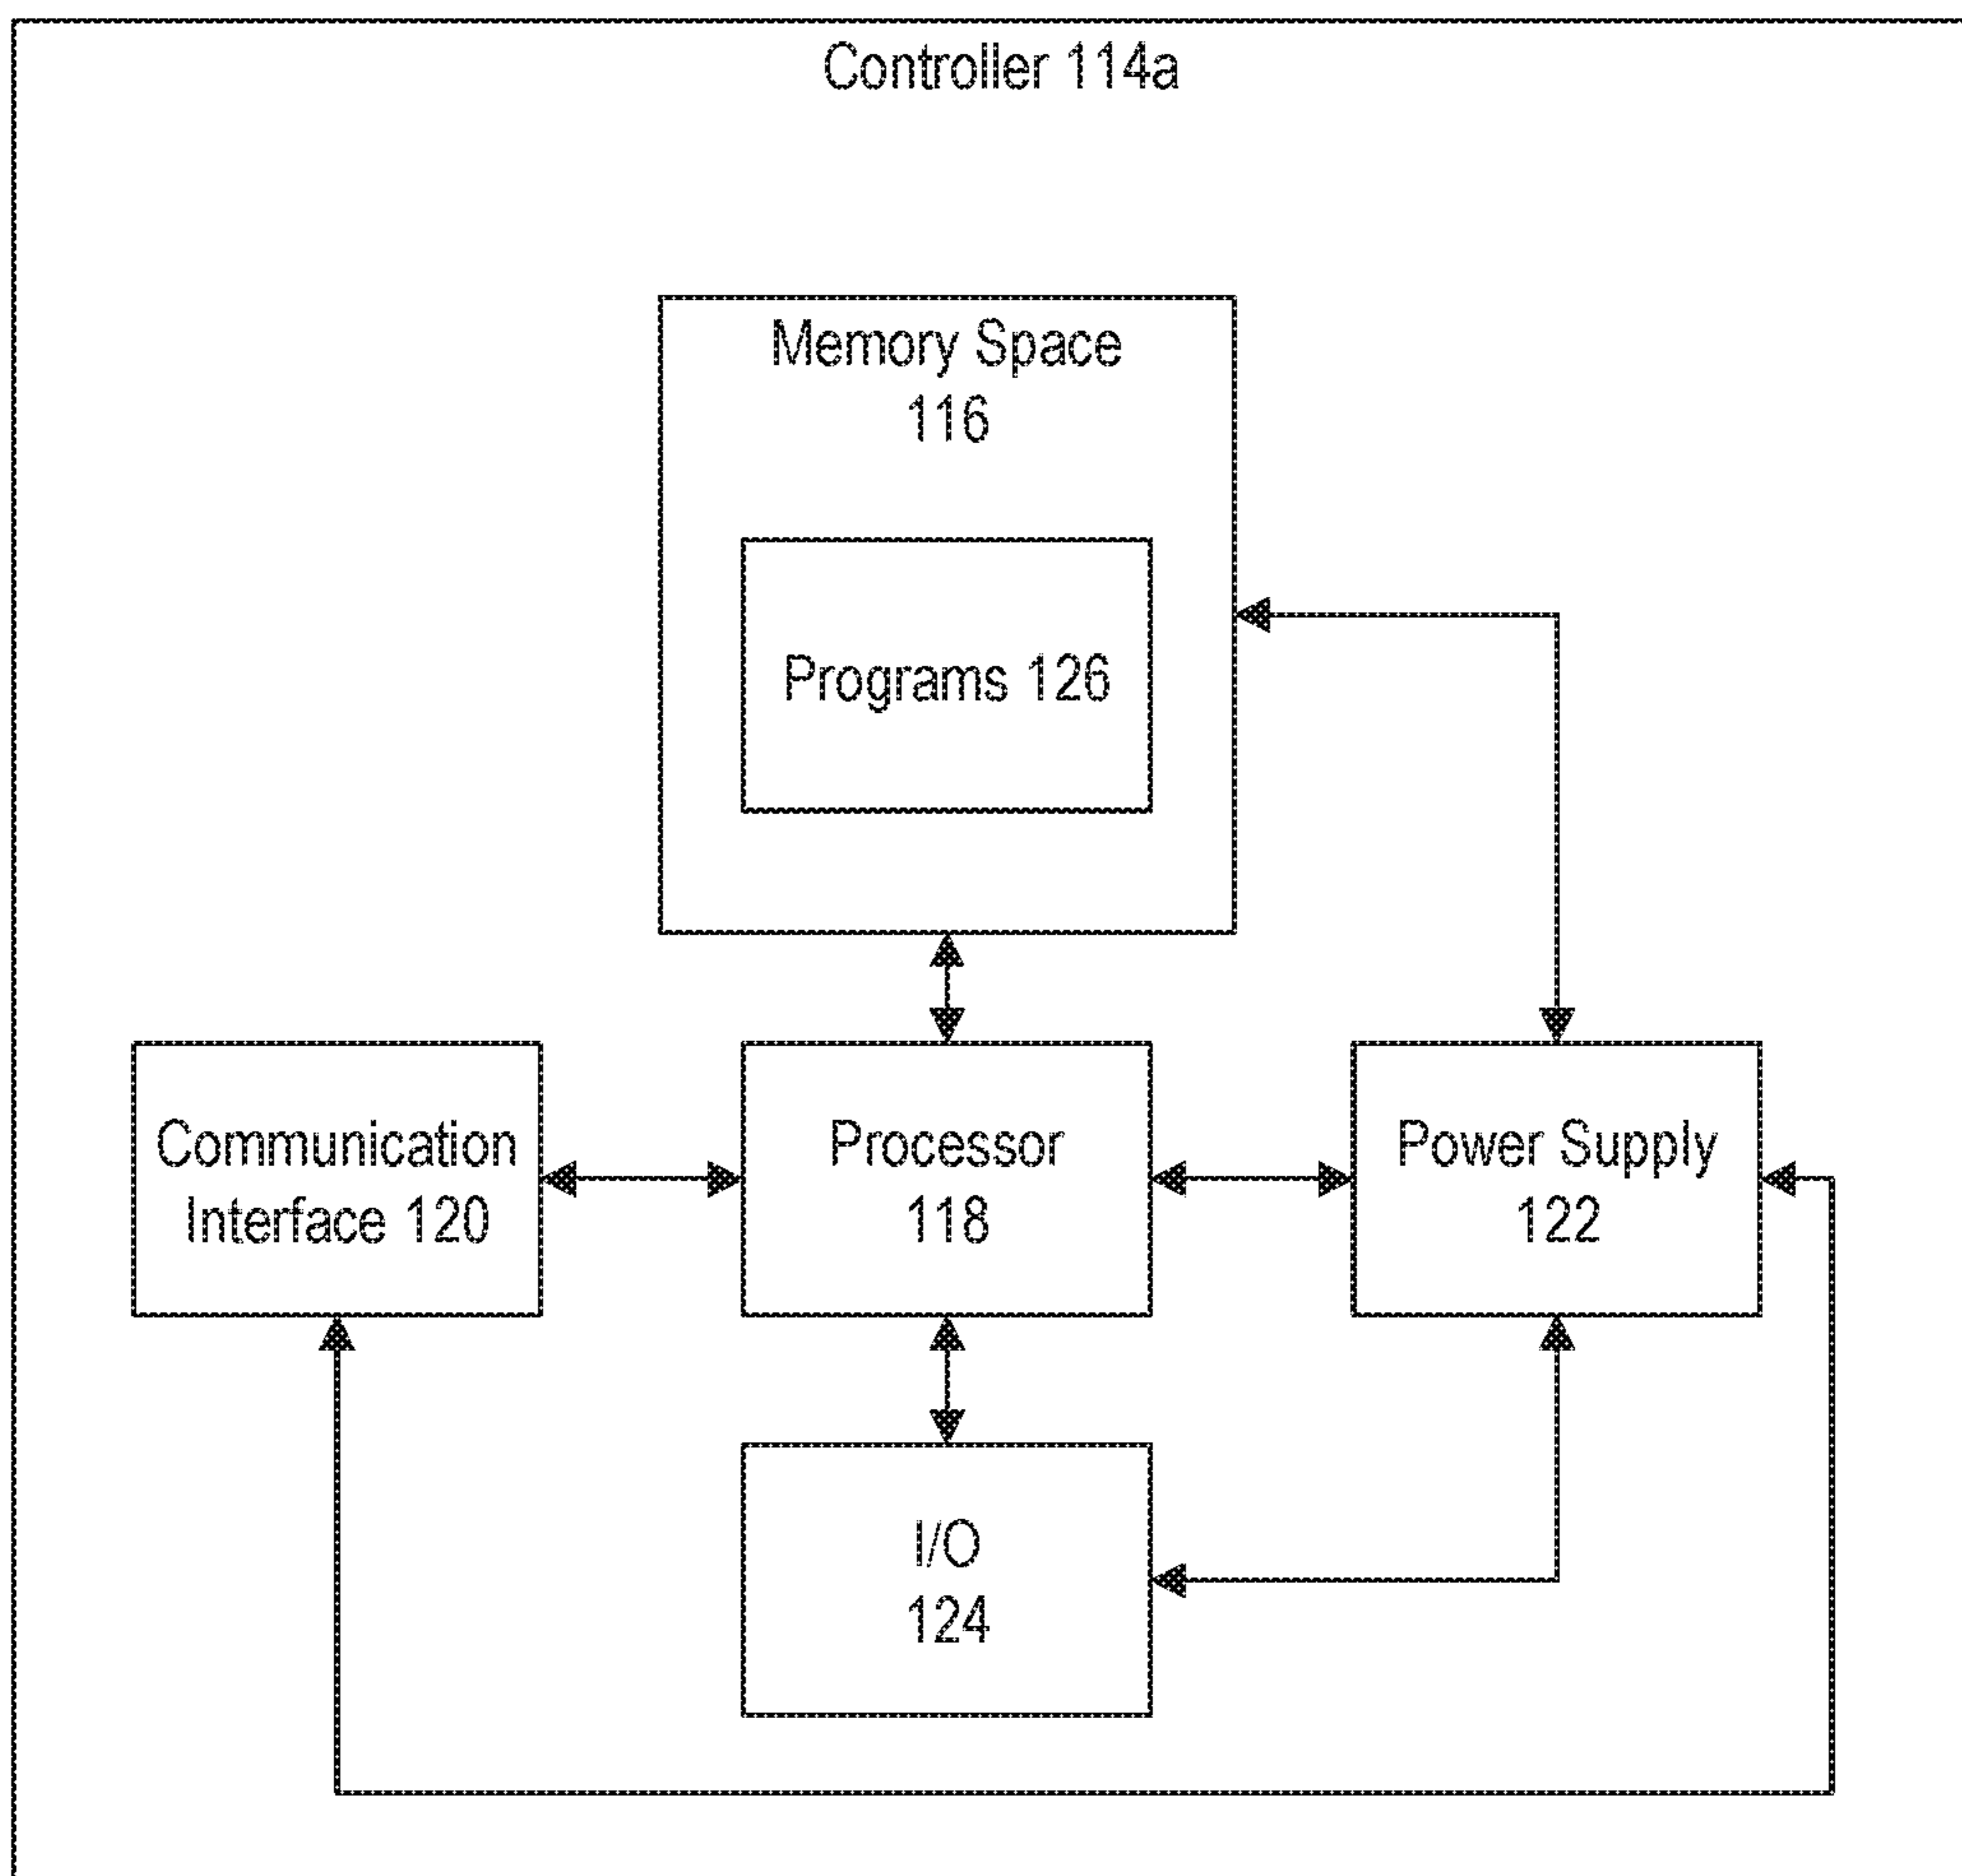 Controller 114a
Memory Space
116
Programs 126
Communication
Interface 120
Processor
118
Power Supply
122
I/O
124